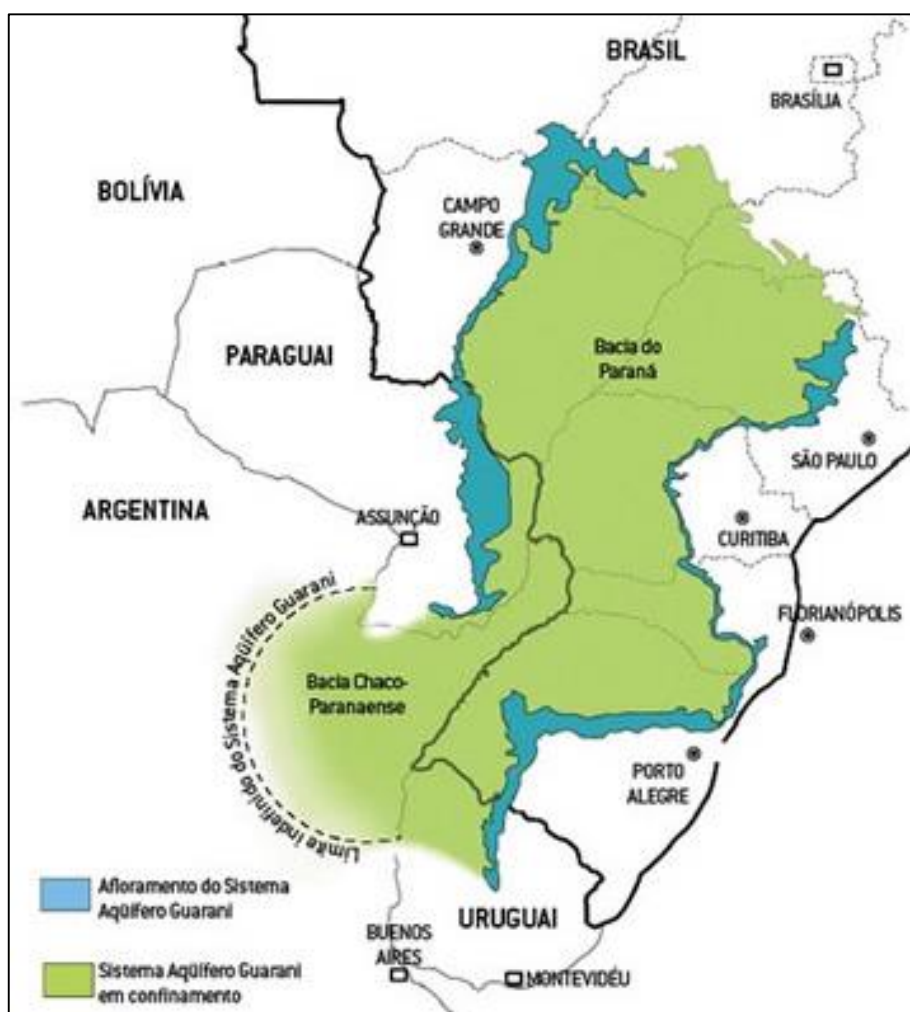 BRASIL
BRASÍLIA
BOLÍVIA
CAMPO
GRANDE
PARAGUAI
Bacia do
Paraná
SÃO PAULO
ARGENTINA
ASSUNÇÃO
CURITIBA
FLORIANÓPOLIS
Limite Indefinido do Sistema Aqüífero Guarani
Bacia Chaco-
Paranaense
PORTO
ALEGRE
Afloramento do Sistema
Aqüífero Guarani
URUGUAI
BUENOS
AIRES
MONTEVIDÉU
Sistema Aqüífero Guarani
em confinamento